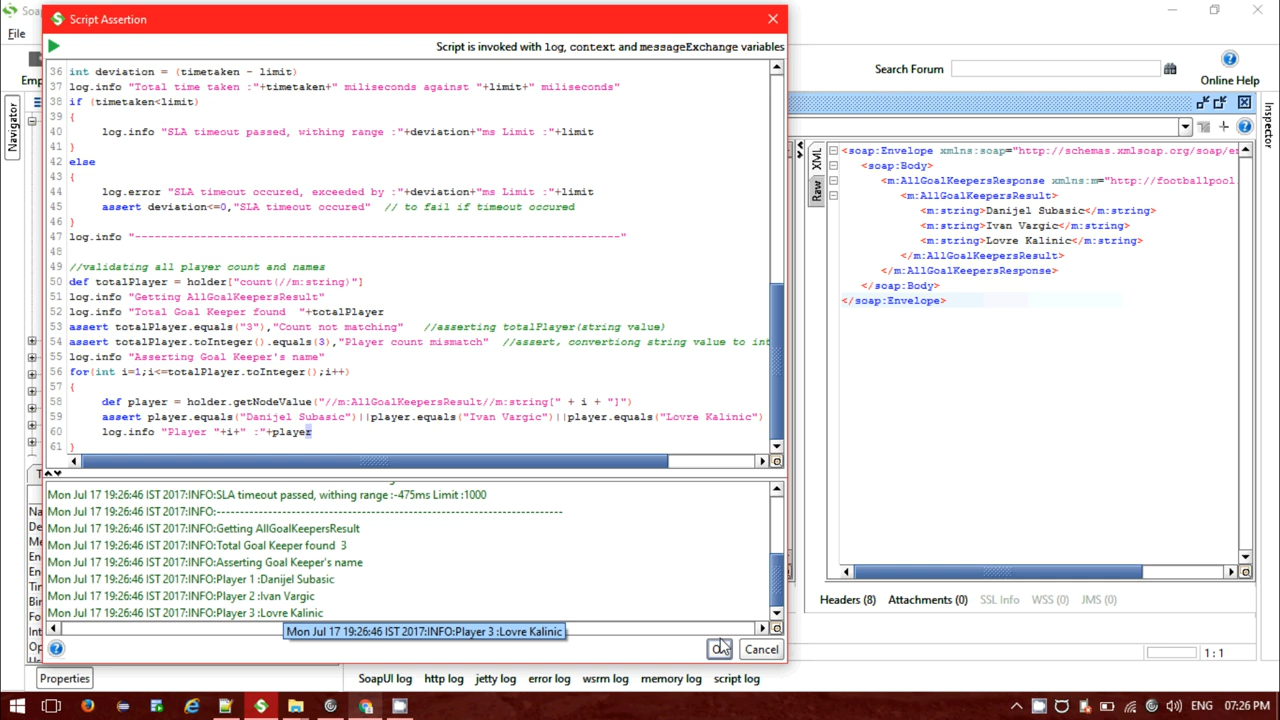 Soa
File
Emp
Script Assertion
Script is invoked with log, context and messageExchange variables
Search Forum
Online Help
Navigator
Inspector
36 int deviation = (timetaken - limit)
37 log.info "Total time taken :"+timetaken+" miliseconds against "+limit+" miliseconds"
38 if (timetaken<limit)
39 {
40 log.info "SLA timeout passed, withing range :"+deviation+"ms Limit :"+limit
41 }
42 else
43 {
44 log.error "SLA timeout occured, exceeded by :"+deviation+"ms Limit :"+limit
45 assert deviation<=0,"SLA timeout occured" // to fail if timeout occured
46 }
47 log.info "---------------------------------------------------------------------------"
48
49 //validating all player count and names
50 def totalPlayer = holder["count(//m:string)"]
51 log.info "Getting AllGoalKeepersResult"
52 log.info "Total Goal Keeper found  "+totalPlayer
53 assert totalPlayer.equals("3"),"Count not matching" //asserting totalPlayer(string value)
54 assert totalPlayer.toInteger().equals(3),"Player count mismatch" //assert, convertiong string value to int
55 log.info "Asserting Goal Keeper's name"
56 for(int i=1;i<=totalPlayer.toInteger();i++)
57 {
58 def player = holder.getNodeValue("//m:AllGoalKeepersResult//m:string[" + i + "]")
59 assert player.equals("Danijel Subasic")||player.equals("Ivan Vargic")||player.equals("Lovre Kalinic")
60 log.info "Player "+i+" :"+player
61 }
Mon Jul 17 19:26:46 IST 2017:INFO:SLA timeout passed, withing range :-475ms Limit :1000
Mon Jul 17 19:26:46 IST 2017:INFO:---------------------------------------------------------------------------
Mon Jul 17 19:26:46 IST 2017:INFO:Getting AllGoalKeepersResult
Mon Jul 17 19:26:46 IST 2017:INFO:Total Goal Keeper found  3
Mon Jul 17 19:26:46 IST 2017:INFO:Asserting Goal Keeper's name
Mon Jul 17 19:26:46 IST 2017:INFO:Player 1 :Danijel Subasic
Mon Jul 17 19:26:46 IST 2017:INFO:Player 2 :Ivan Vargic
Mon Jul 17 19:26:46 IST 2017:INFO:Player 3 :Lovre Kalinic
Mon Jul 17 19:26:46 IST 2017:INFO:Player 3 :Lovre Kalinic
Cancel
XML
Raw
<soap:Envelope xmlns:soap="http://schemas.xmlsoap.org/soap/en
<soap:Body>
<m:AllGoalKeepersResponse xmlns:m="http://footballpool.
<m:AllGoalKeepersResult>
<m:string>Danijel Subasic</m:string>
<m:string>Ivan Vargic</m:string>
<m:string>Lovre Kalinic</m:string>
</m:AllGoalKeepersResult>
</m:AllGoalKeepersResponse>
</soap:Body>
</soap:Envelope>
Headers (8) Attachments (0) SSL Info WSS (0) JMS (0)
1 : 1
Properties
SoapUI log http log jetty log error log wsrm log memory log script log
ENG 07:26 PM